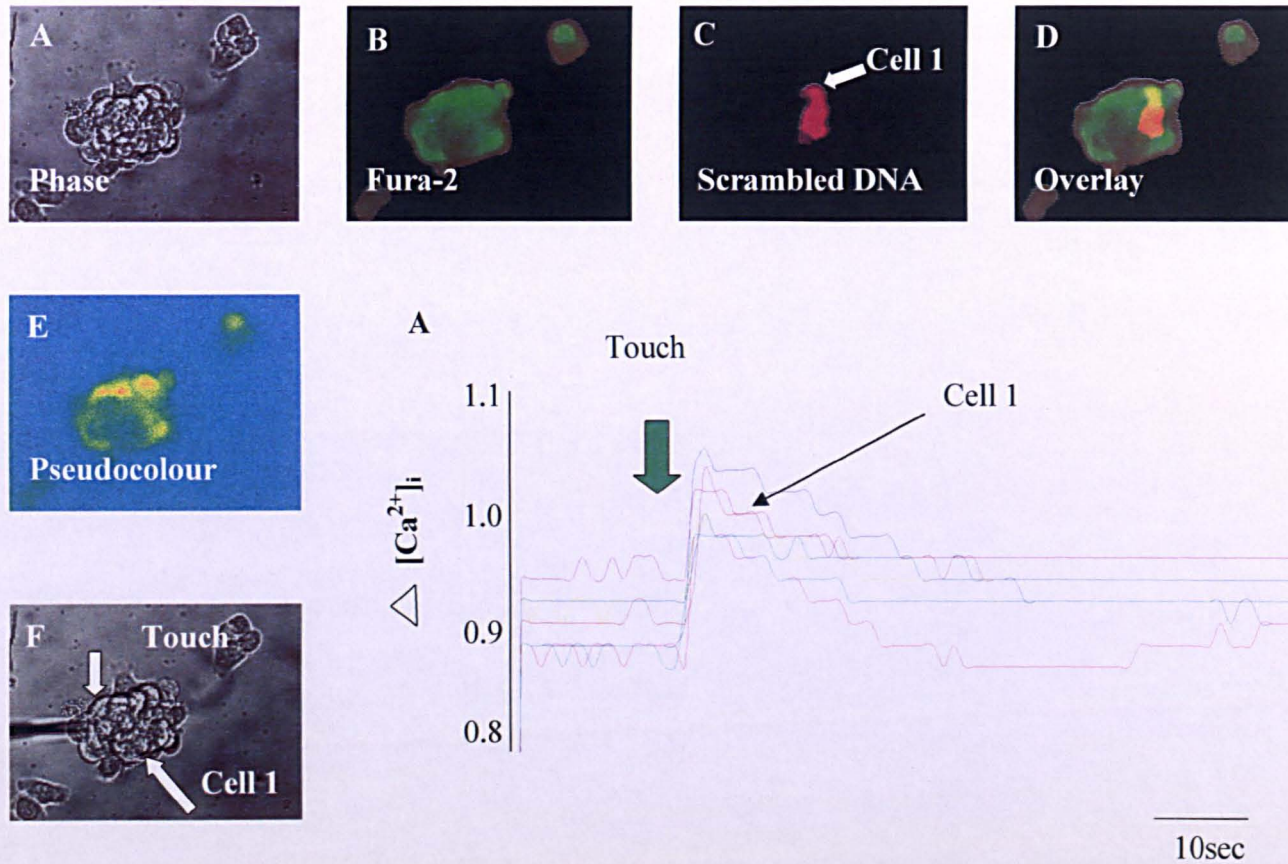 A
Phase
B
Fura-2
C
Cell 1
Scrambled DNA
D
Overlay
E
Pseudocolour
F
Touch
Cell 1
A
Touch
Cell 1
1.1
1.0
0.9
0.8
△ [Ca²⁺]ᵢ
10sec